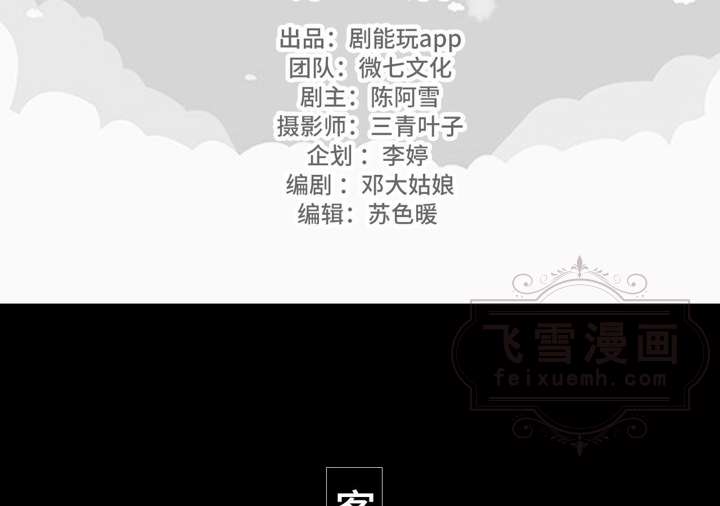 出品：剧能玩app
团队：微七文化
剧主：陈阿雪
摄影师：三青叶子
企划：李婷
编剧：邓大姑娘
编辑：苏色暖
飞雪漫画
feixuemh.com